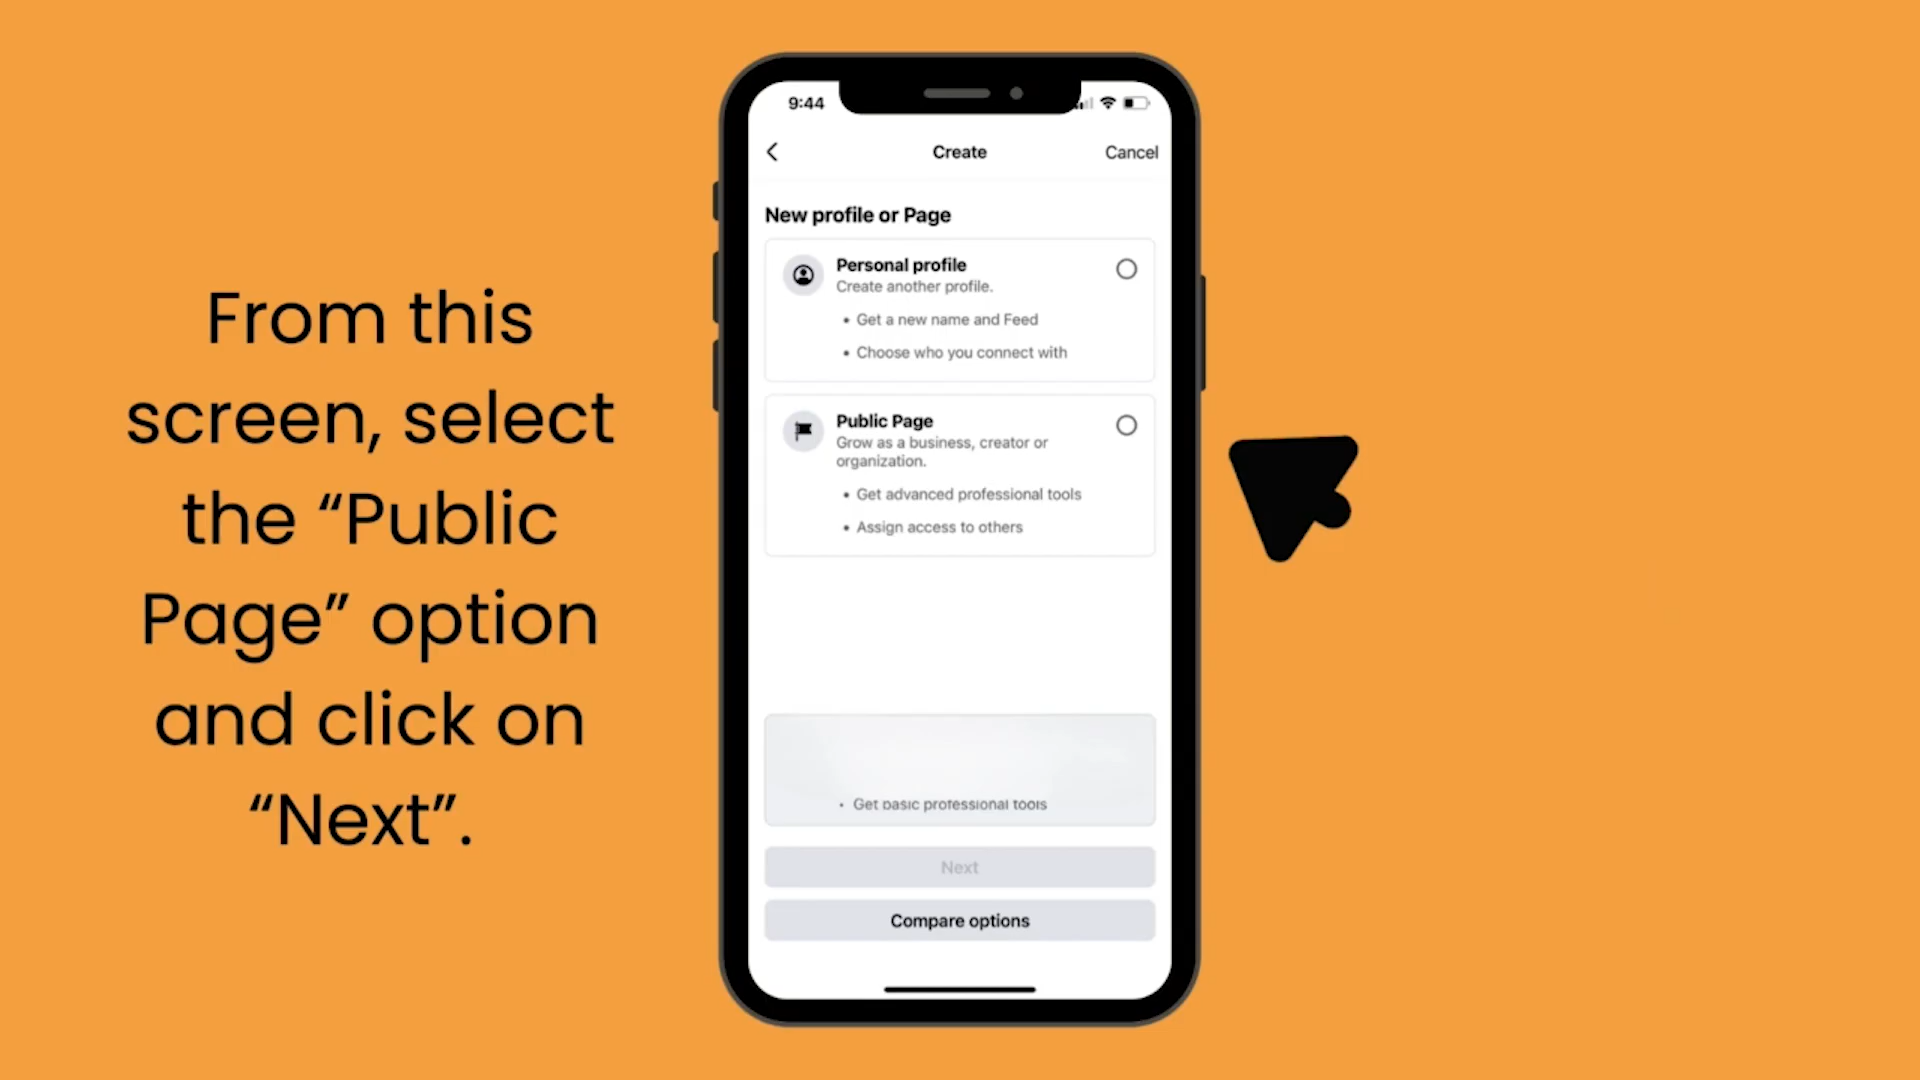 From this
screen, select
the “Public
Page” option
and click on
“Next”.
9:44
Create
Cancel
New profile or Page
Personal profile
Create another profile.
• Get a new name and Feed
• Choose who you connect with
Public Page
Grow as a business, creator or
organization.
• Get advanced professional tools
• Assign access to others
• Get basic professional tools
Next
Compare options